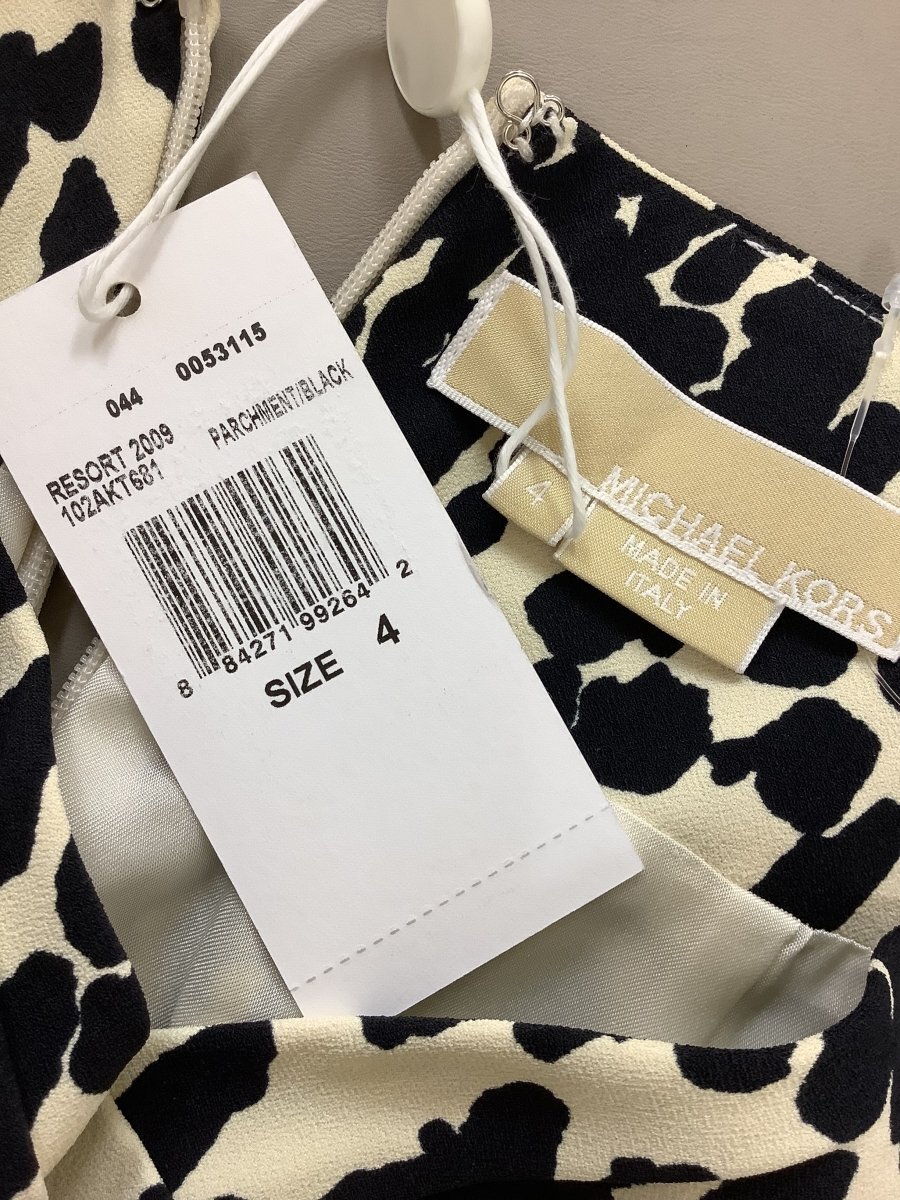 044 0053115
RESORT 2009 PARCHMENT/BLACK
102AKT681
8 84271 99264 2
SIZE 4
MICHAEL KORS
4
MADE IN
ITALY